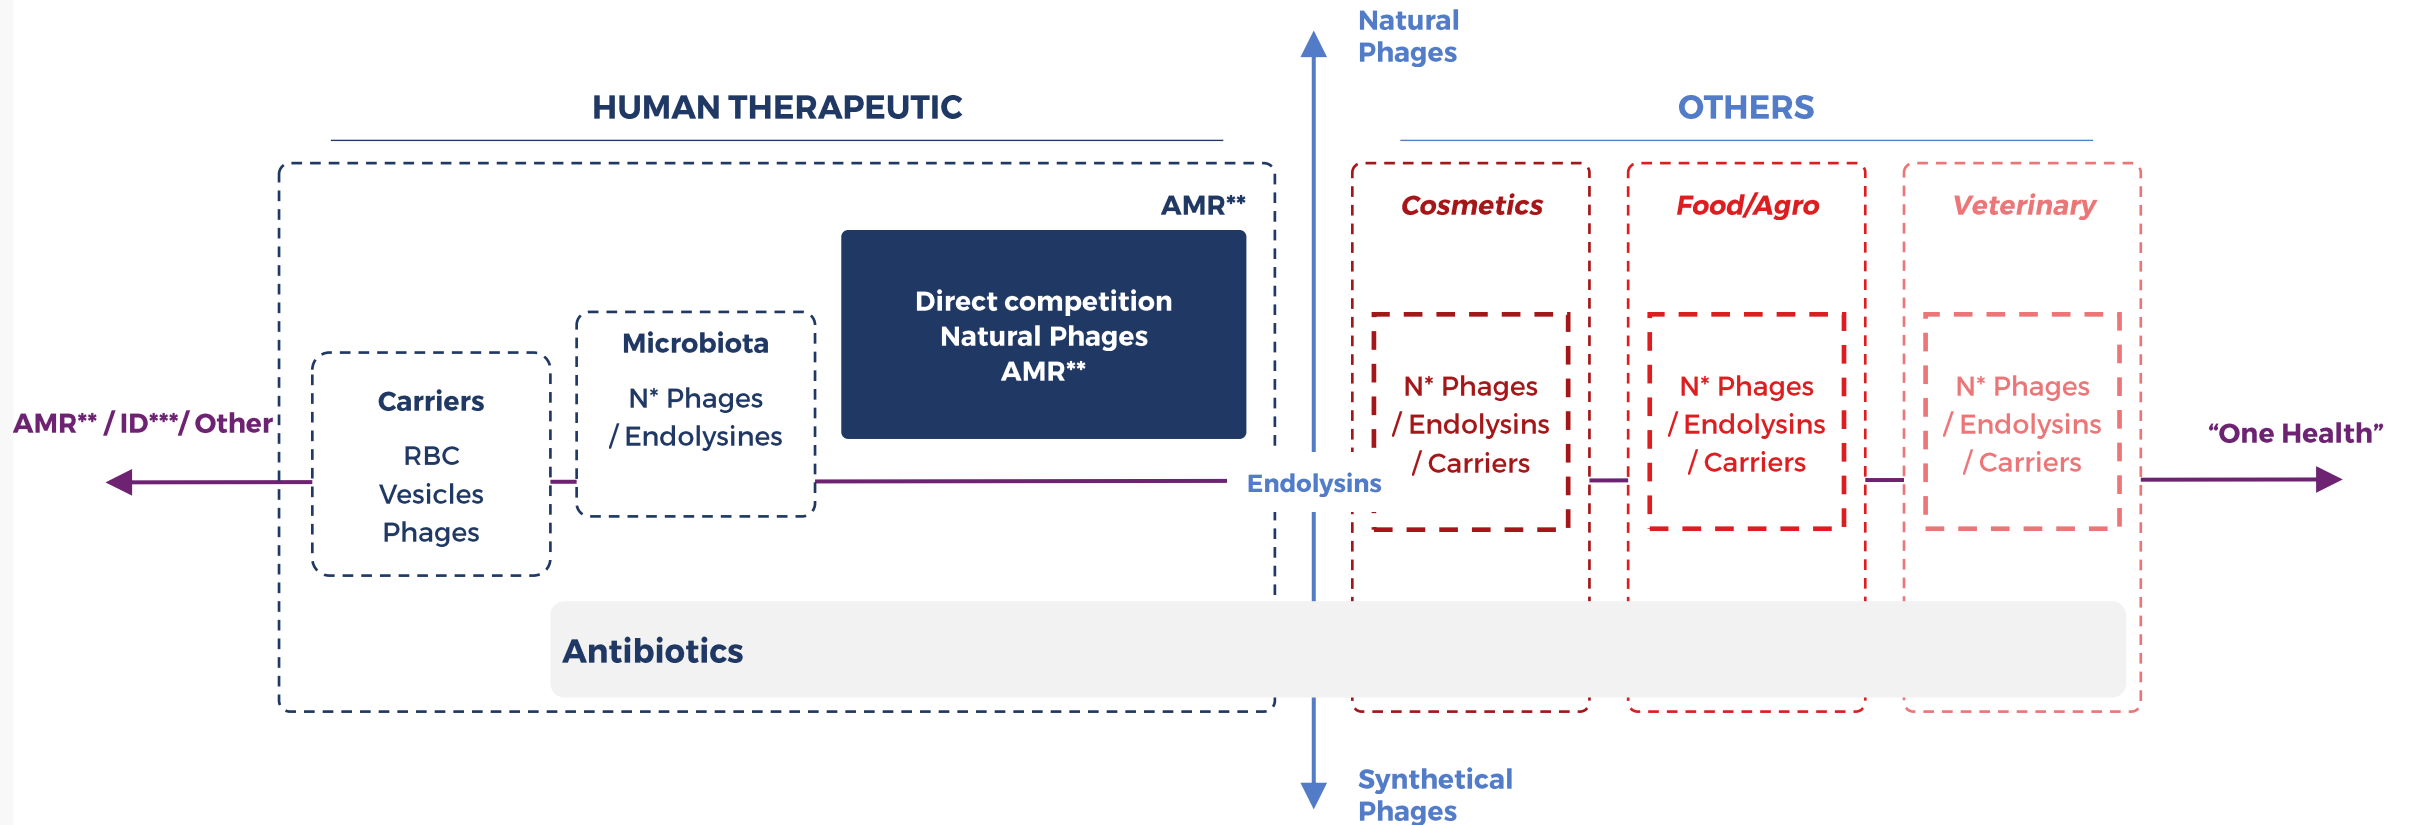 Natural
Phages
HUMAN THERAPEUTIC
OTHERS
AMR**
Direct competition
Natural Phages
AMR**
Microbiota
N* Phages
/ Endolysines
Carriers
RBC
Vesicles
Phages
AMR** / ID***/ Other
Endolysins
Cosmetics
N* Phages
/ Endolysins
/ Carriers
Food/Agro
N* Phages
/ Endolysins
/ Carriers
Veterinary
N* Phages
/ Endolysins
/ Carriers
“One Health”
Antibiotics
Synthetical
Phages